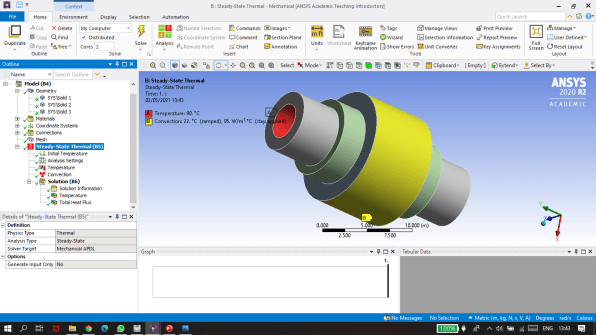 B : Steady-State Thermal - Mechanical [ANSYS Academic Teaching Introductory]
Context
File Home Environment Display Selection Automation Quick Launch
Duplicate Cut Copy Paste Delete Find Tree My Computer Distributed Cores 2 Solve Analysis Named Selection Coordinate System Remote Point Commands Comment Chart Images Section Plane Annotation Units Worksheet Keyframe Animation Tags Wizard Show Errors Manage Views Selection Information Unit Converter Print Preview Report Preview Key Assignments Full Screen Manage User Defined Reset Layout
Outline Solve Insert Tools Layout
Select Mode Clipboard [ Empty ] Extend Select By
Outline
Name Search Outline
Model (B4)
Geometry
SYS\Solid 1
SYS\Solid 2
SYS\Solid 3
Materials
Coordinate Systems
Connections
Mesh
Steady-State Thermal (B5)
Initial Temperature
Analysis Settings
Temperature
Convection
Solution (B6)
Solution Information
Temperature
Total Heat Flux
B: Steady-State Thermal
Steady-State Thermal
Time: 1. s
02/05/2021 13:43
A Temperature: 90. °C
B Convection: 22. °C (ramped), 95. W/m²·°C (step applied)
ANSYS
2020 R2
ACADEMIC
B
0.000 5.000 10.000 (m)
2.500 7.500
Details of "Steady-State Thermal (B5)"
Definition
Physics Type Thermal
Analysis Type Steady-State
Solver Target Mechanical APDL
Options
Generate Input Only No
Graph
1.
Tabular Data
No Messages No Selection Metric (m, kg, N, s, V, A) Degrees rad/s Celsius
100% ENG 13:43